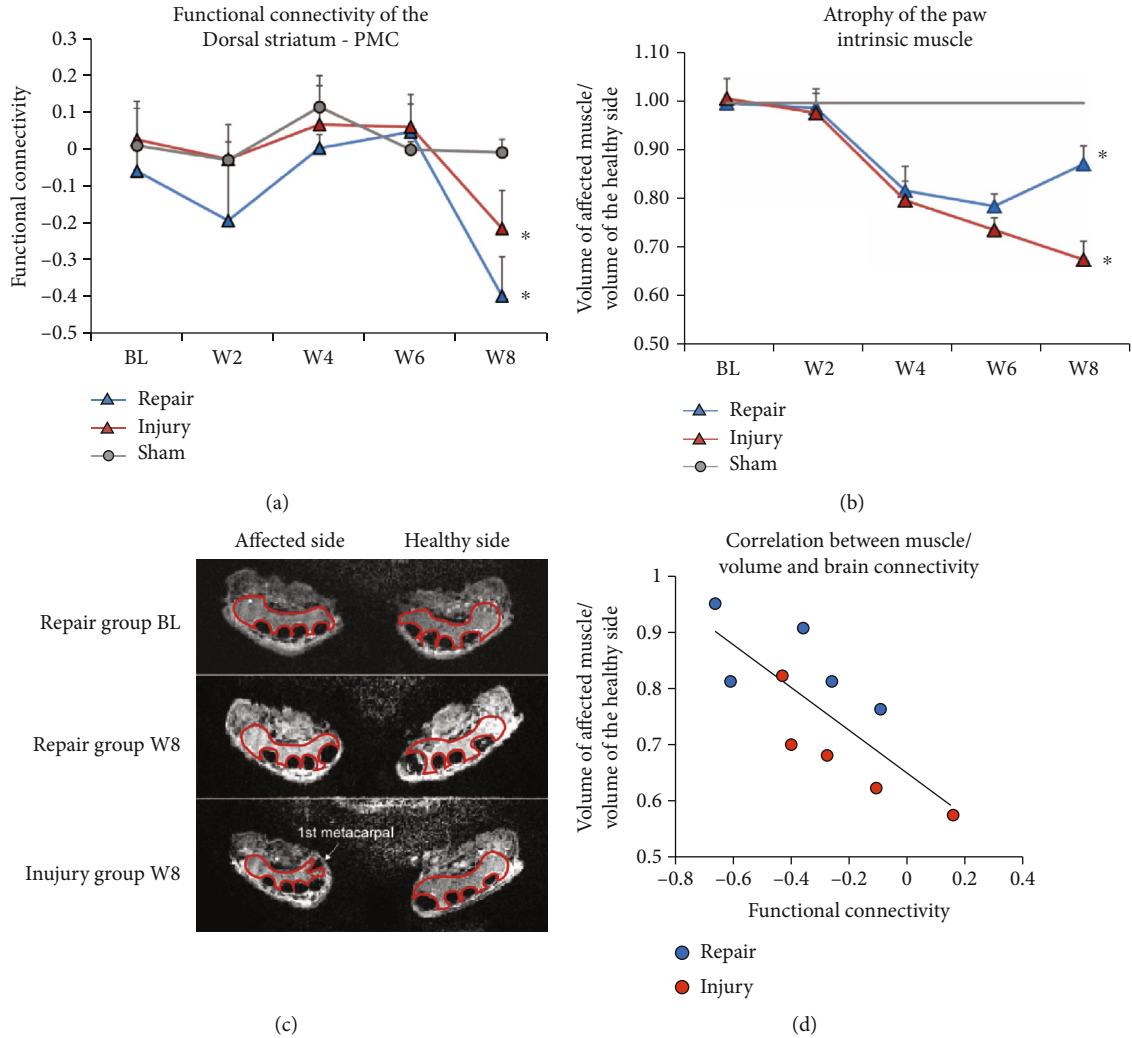 Functional connectivity of the
Dorsal striatum - PMC
Functional connectivity
0.3
0.2
0.1
0
–0.1
–0.2
–0.3
–0.4
–0.5
*
*
BL
W2
W4
W6
W8
Repair
Injury
Sham
(a)
Atrophy of the paw
intrinsic muscle
Volume of affected muscle/
volume of the healthy side
1.10
1.00
0.90
0.80
0.70
0.60
0.50
*
*
BL
W2
W4
W6
W8
Repair
Injury
Sham
(b)
Affected side
Healthy side
Repair group BL
Repair group W8
1st metacarpal
Inujury group W8
(c)
Correlation between muscle/
volume and brain connectivity
Volume of affected muscle/
volume of the healthy side
1
0.9
0.8
0.7
0.6
0.5
–0.8
–0.6
–0.4
–0.2
0
0.2
0.4
Functional connectivity
Repair
Injury
(d)